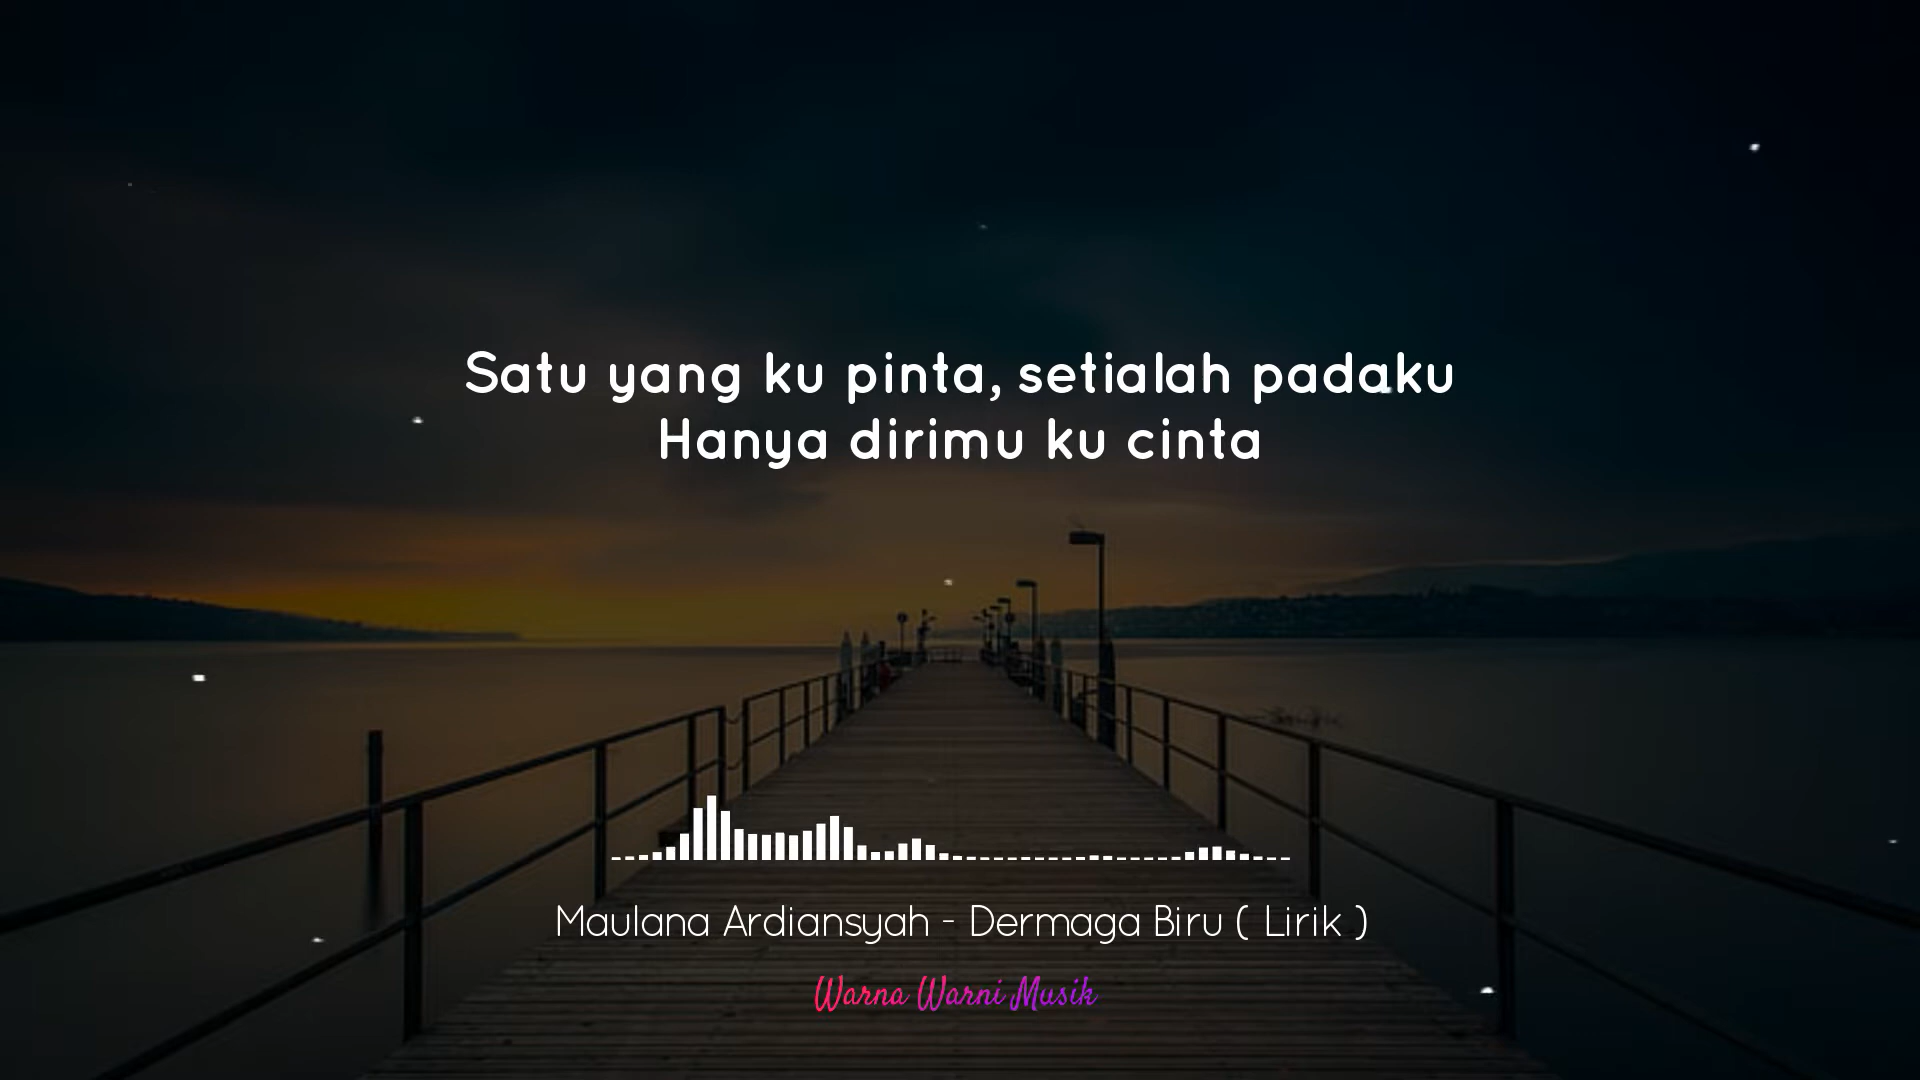 Satu yang ku pinta, setialah padaku
Hanya dirimu ku cinta
Maulana Ardiansyah - Dermaga Biru ( Lirik )
Warna Warni Musik